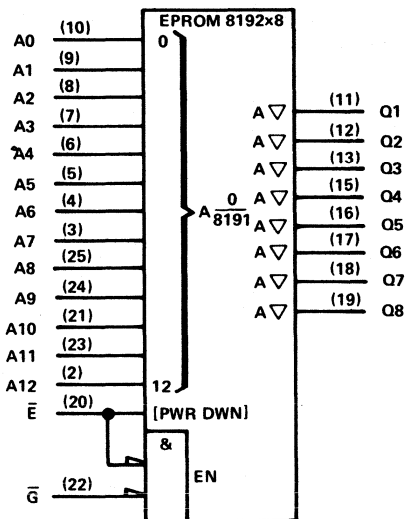 EPROM 8192×8
A0 (10) 0
A1 (9)
A2 (8)
A3 (7)
A4 (6)
A5 (5)
A6 (4)
A7 (3)
A8 (25)
A9 (24)
A10 (21)
A11 (23)
A12 (2) 12
A 0/8191
A ▽ (11) Q1
A ▽ (12) Q2
A ▽ (13) Q3
A ▽ (15) Q4
A ▽ (16) Q5
A ▽ (17) Q6
A ▽ (18) Q7
A ▽ (19) Q8
E̅ (20) [PWR DWN]
&
EN
G̅ (22)